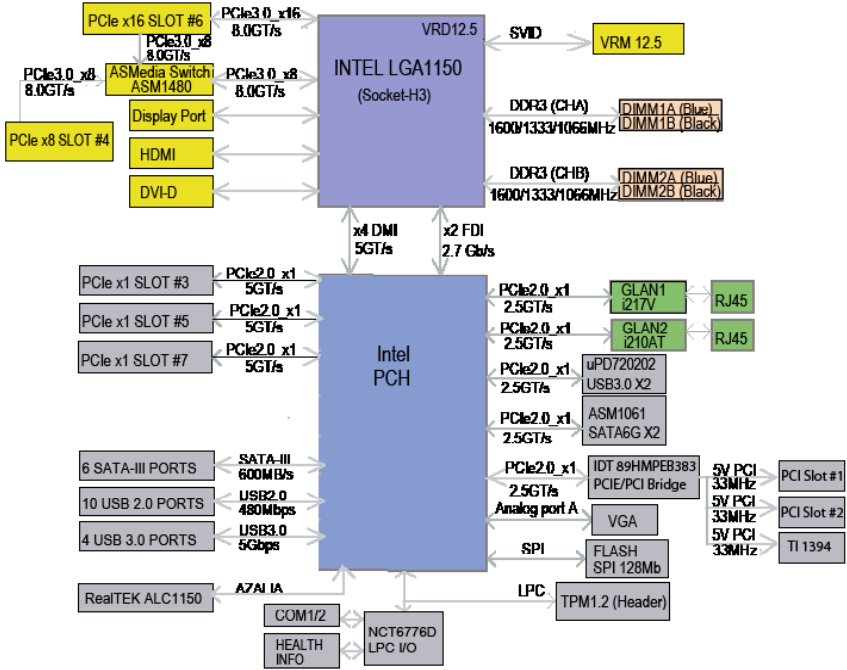 PCIe x16 SLOT #6
PCIe3.0_x16
8.0GT/s
VRD12.5
SVID
VRM 12.5
PCIe3.0_x8
8.0GT/s
PCIe3.0_x8
8.0GT/s
ASMedia Switch
ASM1480
PCIe3.0_x8
8.0GT/s
INTEL LGA1150
(Socket-H3)
PCIe x8 SLOT #4
Display Port
HDMI
DVI-D
DDR3 (CHA)
1600/1333/1066MHz
DIMM1A (Blue)
DIMM1B (Black)
DDR3 (CHB)
1600/1333/1066MHz
DIMM2A (Blue)
DIMM2B (Black)
x4 DMI
5GT/s
x2 FDI
2.7 Gb/s
PCIe x1 SLOT #3
PCIe2.0_x1
5GT/s
PCIe x1 SLOT #5
PCIe2.0_x1
5GT/s
PCIe x1 SLOT #7
PCIe2.0_x1
5GT/s
Intel
PCH
PCIe2.0_x1
2.5GT/s
GLAN1
i217V
RJ45
PCIe2.0_x1
2.5GT/s
GLAN2
i210AT
RJ45
PCIe2.0_x1
2.5GT/s
uPD720202
USB3.0 X2
PCIe2.0_x1
2.5GT/s
ASM1061
SATA6G X2
6 SATA-III PORTS
SATA-III
600MB/s
10 USB 2.0 PORTS
USB2.0
480Mbps
4 USB 3.0 PORTS
USB3.0
5Gbps
PCIe2.0_x1
2.5GT/s
IDT 89HMPEB383
PCIE/PCI Bridge
5V PCI
33MHz
PCI Slot #1
5V PCI
33MHz
PCI Slot #2
5V PCI
33MHz
TI 1394
Analog port A
VGA
SPI
FLASH
SPI 128Mb
RealTEK ALC1150
AZALIA
LPC
TPM1.2 (Header)
COM1/2
HEALTH
INFO
NCT6776D
LPC I/O